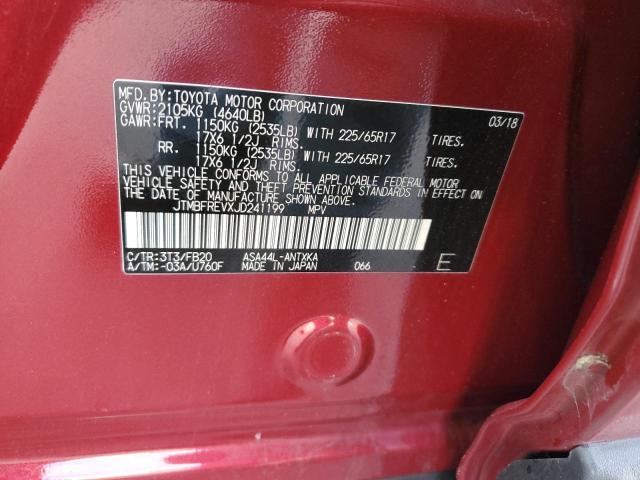 MFD.BY:TOYOTA MOTOR CORPORATION 03/18
GVWR:2105KG (4640LB)
GAWR:FRT. 1150KG (2535LB) WITH 225/65R17 TIRES.
17X6 1/2J RIMS.
RR. 1150KG (2535LB) WITH 225/65R17 TIRES.
17X6 1/2J RIMS.
THIS VEHICLE CONFORMS TO ALL APPLICABLE FEDERAL MOTOR
VEHICLE SAFETY AND THEFT PREVENTION STANDARDS IN EFFECT ON
THE DATE OF MANUFACTURE SHOWN ABOVE.
JTMBFREVXJD241199 MPV
C/TR:3T3/FB20 ASA44L-ANTXKA
A/TM:-03A/U760F MADE IN JAPAN 066 E